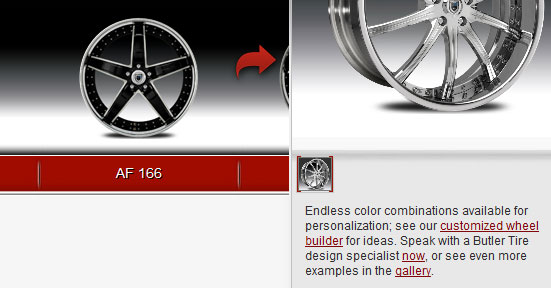 AF 166
Endless color combinations available for
personalization; see our customized wheel
builder for ideas. Speak with a Butler Tire
design specialist now, or see even more
examples in the gallery.